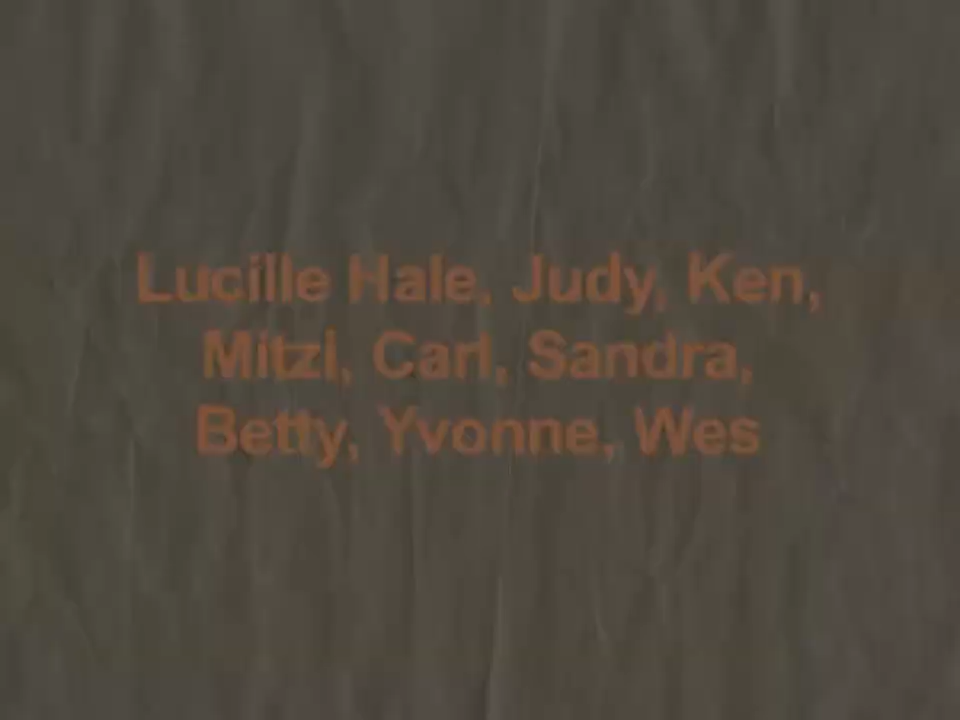 Lucille Hale, Judy, Ken,
Mitzi, Carl, Sandra,
Betty, Yvonne, Wes